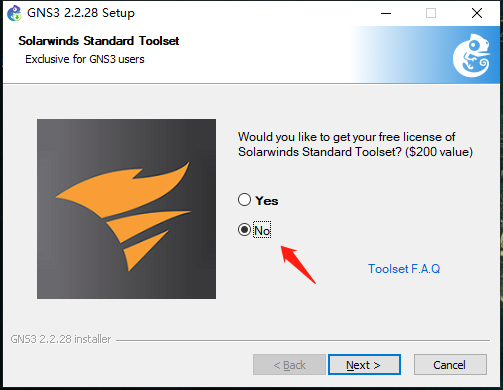 GNS3 2.2.28 Setup
Solarwinds Standard Toolset
Exclusive for GNS3 users
Would you like to get your free license of
Solarwinds Standard Toolset? ($200 value)
Yes
No
Toolset F.A.Q
GNS3 2.2.28 installer
< Back
Next >
Cancel